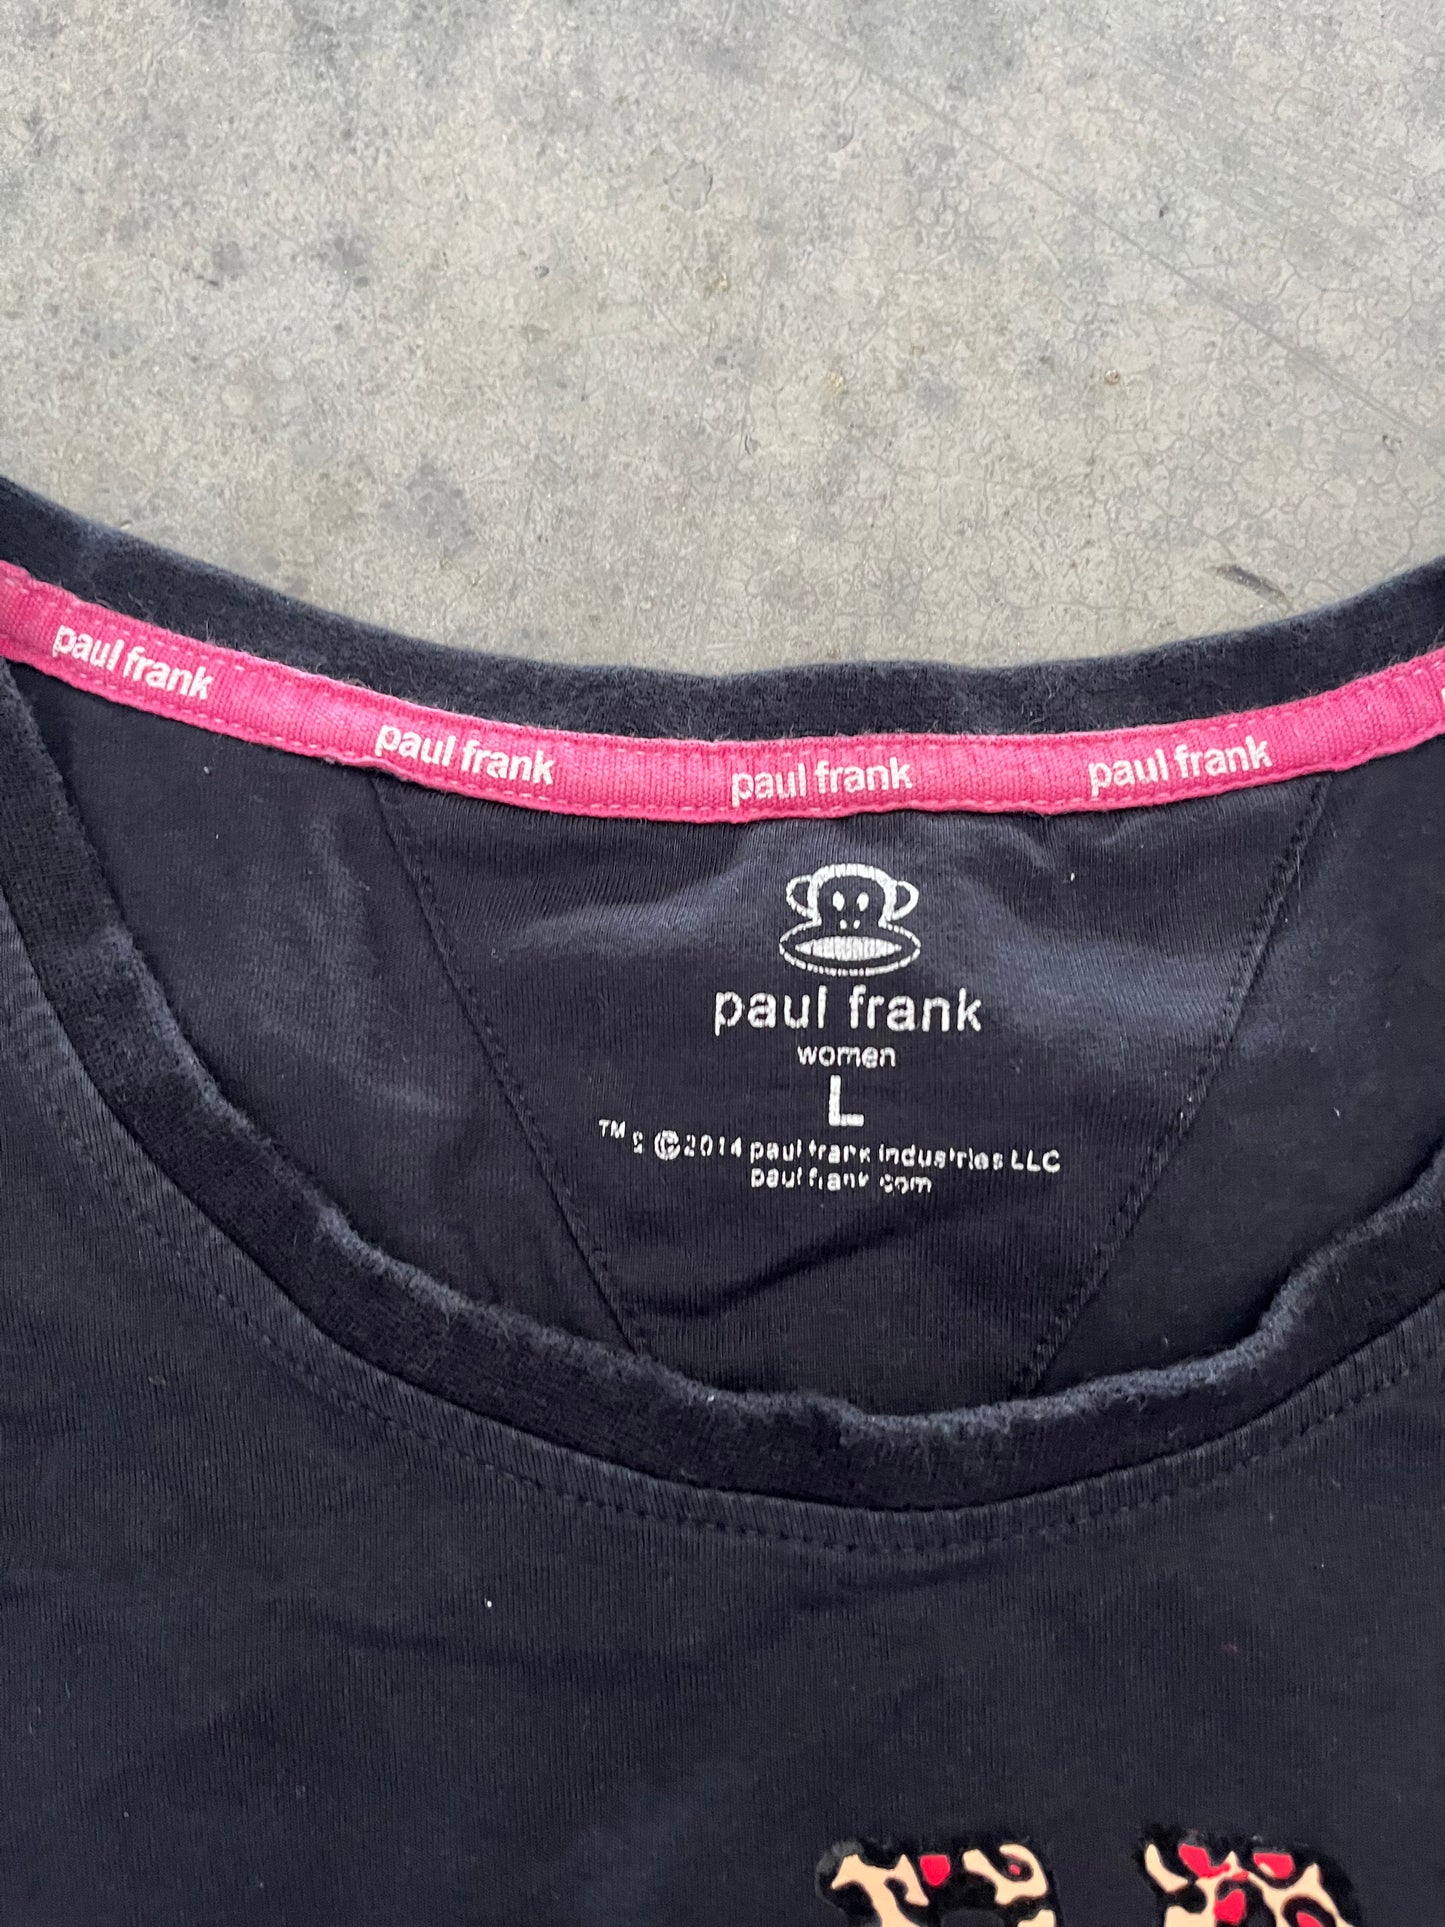 paul frank paul frank paul frank paul frank
paul frank
women
L
TM & ©2014 paul frank industries LLC
paulfrank.com